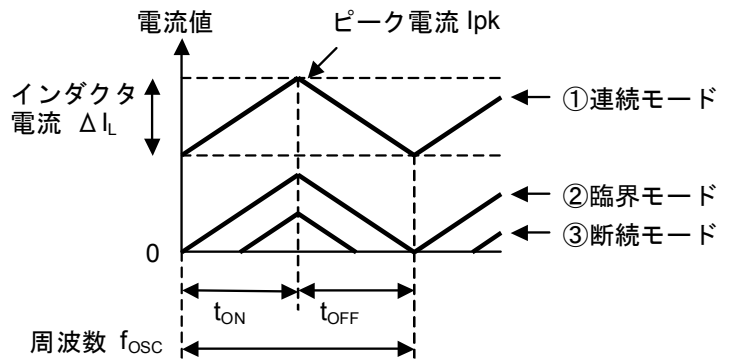 電流値
ピーク電流 Ipk
インダクタ
電流 ΔIL
①連続モード
②臨界モード
③断続モード
0
tON
tOFF
周波数 fOSC